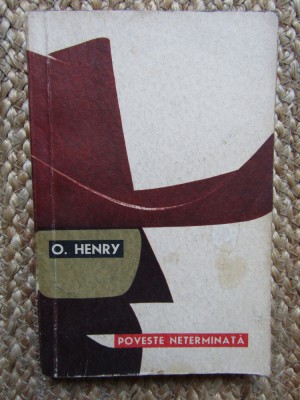 O. HENRY
POVESTE NETERMINATĂ